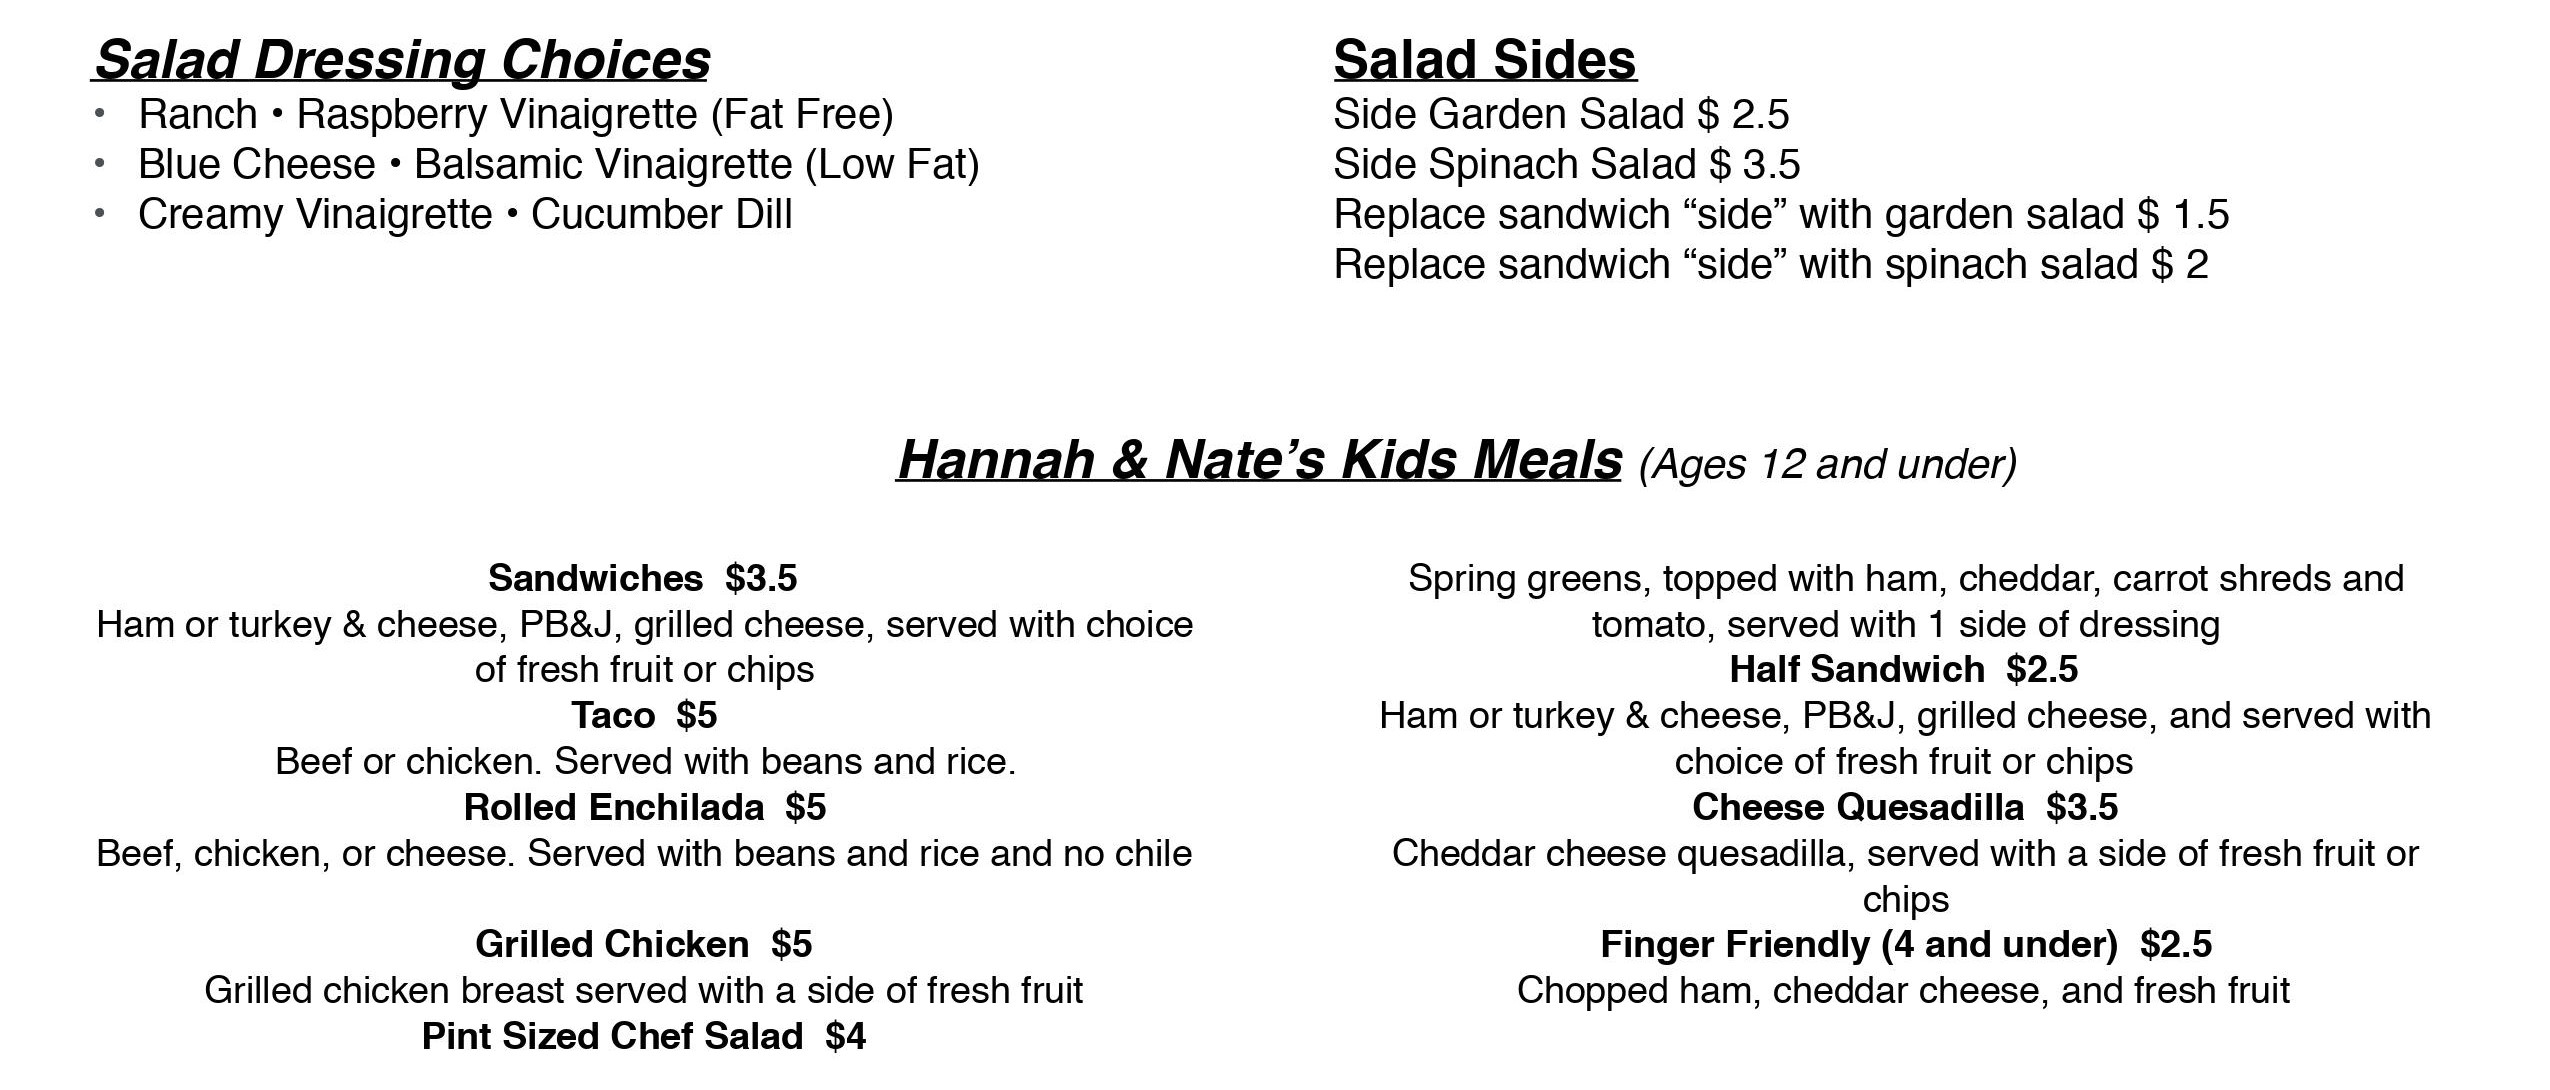 Salad Dressing Choices
• Ranch • Raspberry Vinaigrette (Fat Free)
• Blue Cheese • Balsamic Vinaigrette (Low Fat)
• Creamy Vinaigrette • Cucumber Dill
Salad Sides
Side Garden Salad $ 2.5
Side Spinach Salad $ 3.5
Replace sandwich “side” with garden salad $ 1.5
Replace sandwich “side” with spinach salad $ 2
Hannah & Nate’s Kids Meals (Ages 12 and under)
Sandwiches $3.5
Ham or turkey & cheese, PB&J, grilled cheese, served with choice
of fresh fruit or chips
Taco $5
Beef or chicken. Served with beans and rice.
Rolled Enchilada $5
Beef, chicken, or cheese. Served with beans and rice and no chile
Grilled Chicken $5
Grilled chicken breast served with a side of fresh fruit
Pint Sized Chef Salad $4
Spring greens, topped with ham, cheddar, carrot shreds and
tomato, served with 1 side of dressing
Half Sandwich $2.5
Ham or turkey & cheese, PB&J, grilled cheese, and served with
choice of fresh fruit or chips
Cheese Quesadilla $3.5
Cheddar cheese quesadilla, served with a side of fresh fruit or
chips
Finger Friendly (4 and under) $2.5
Chopped ham, cheddar cheese, and fresh fruit